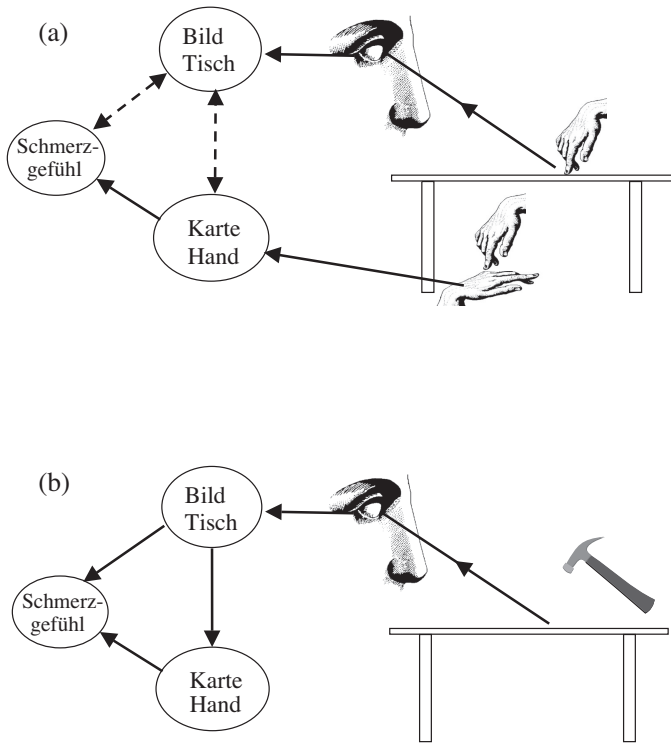 (a)
Bild
Tisch
Schmerz-
gefühl
Karte
Hand
(b)
Bild
Tisch
Schmerz-
gefühl
Karte
Hand